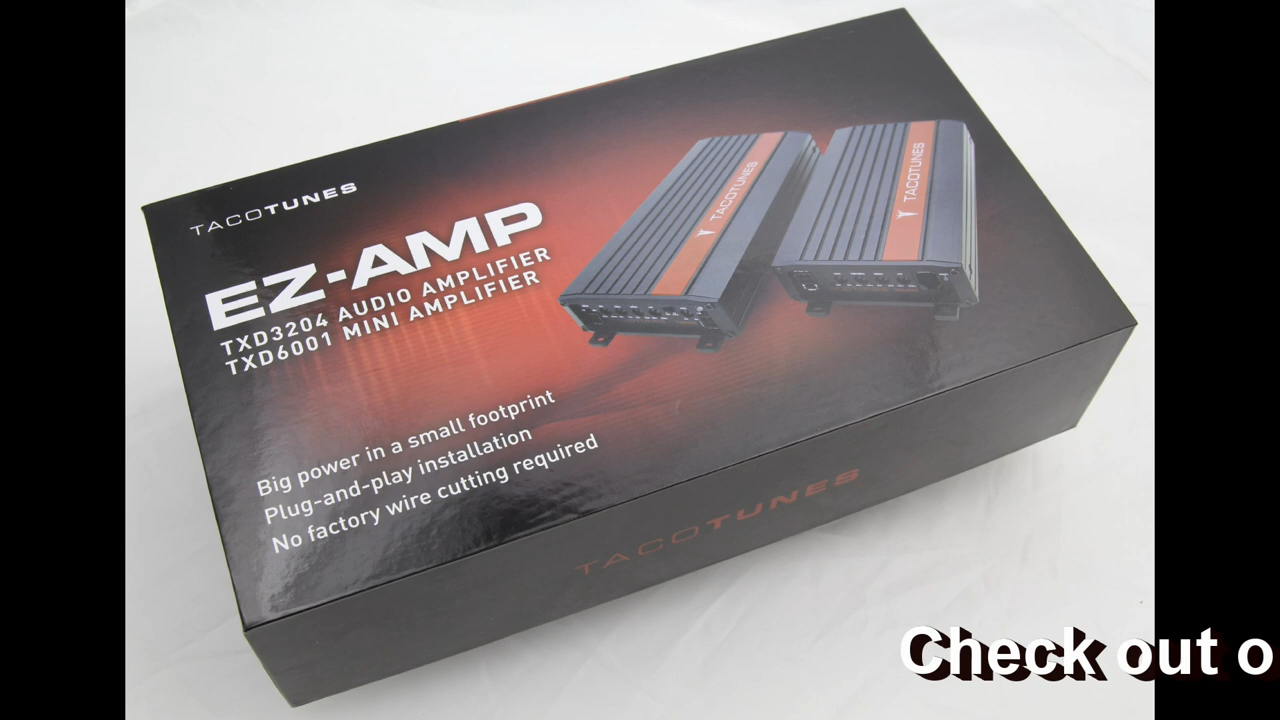 TACOTUNES
EZ-AMP
TXD3204 AUDIO AMPLIFIER
TXD6001 MINI AMPLIFIER
TACOTUNES
TACOTUNES
Big power in a small footprint
Plug-and-play installation
No factory wire cutting required
TACOTUNES
Check out o